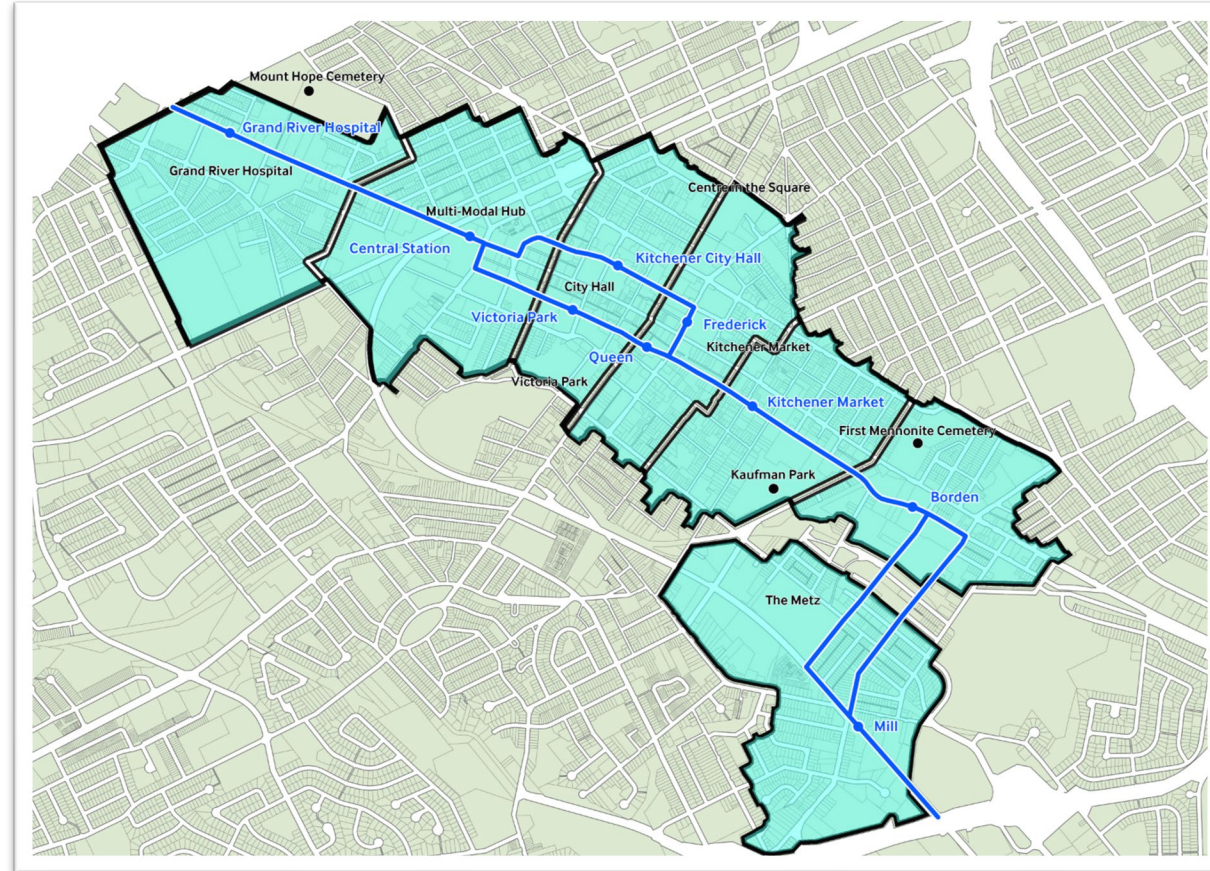 Mount Hope Cemetery
Grand River Hospital
Grand River Hospital
Centre in the Square
Multi-Modal Hub
Central Station
Kitchener City Hall
City Hall
Victoria Park
Frederick
Queen
Kitchener Market
Victoria Park
Kitchener Market
First Mennonite Cemetery
Kaufman Park
Borden
The Metz
Mill